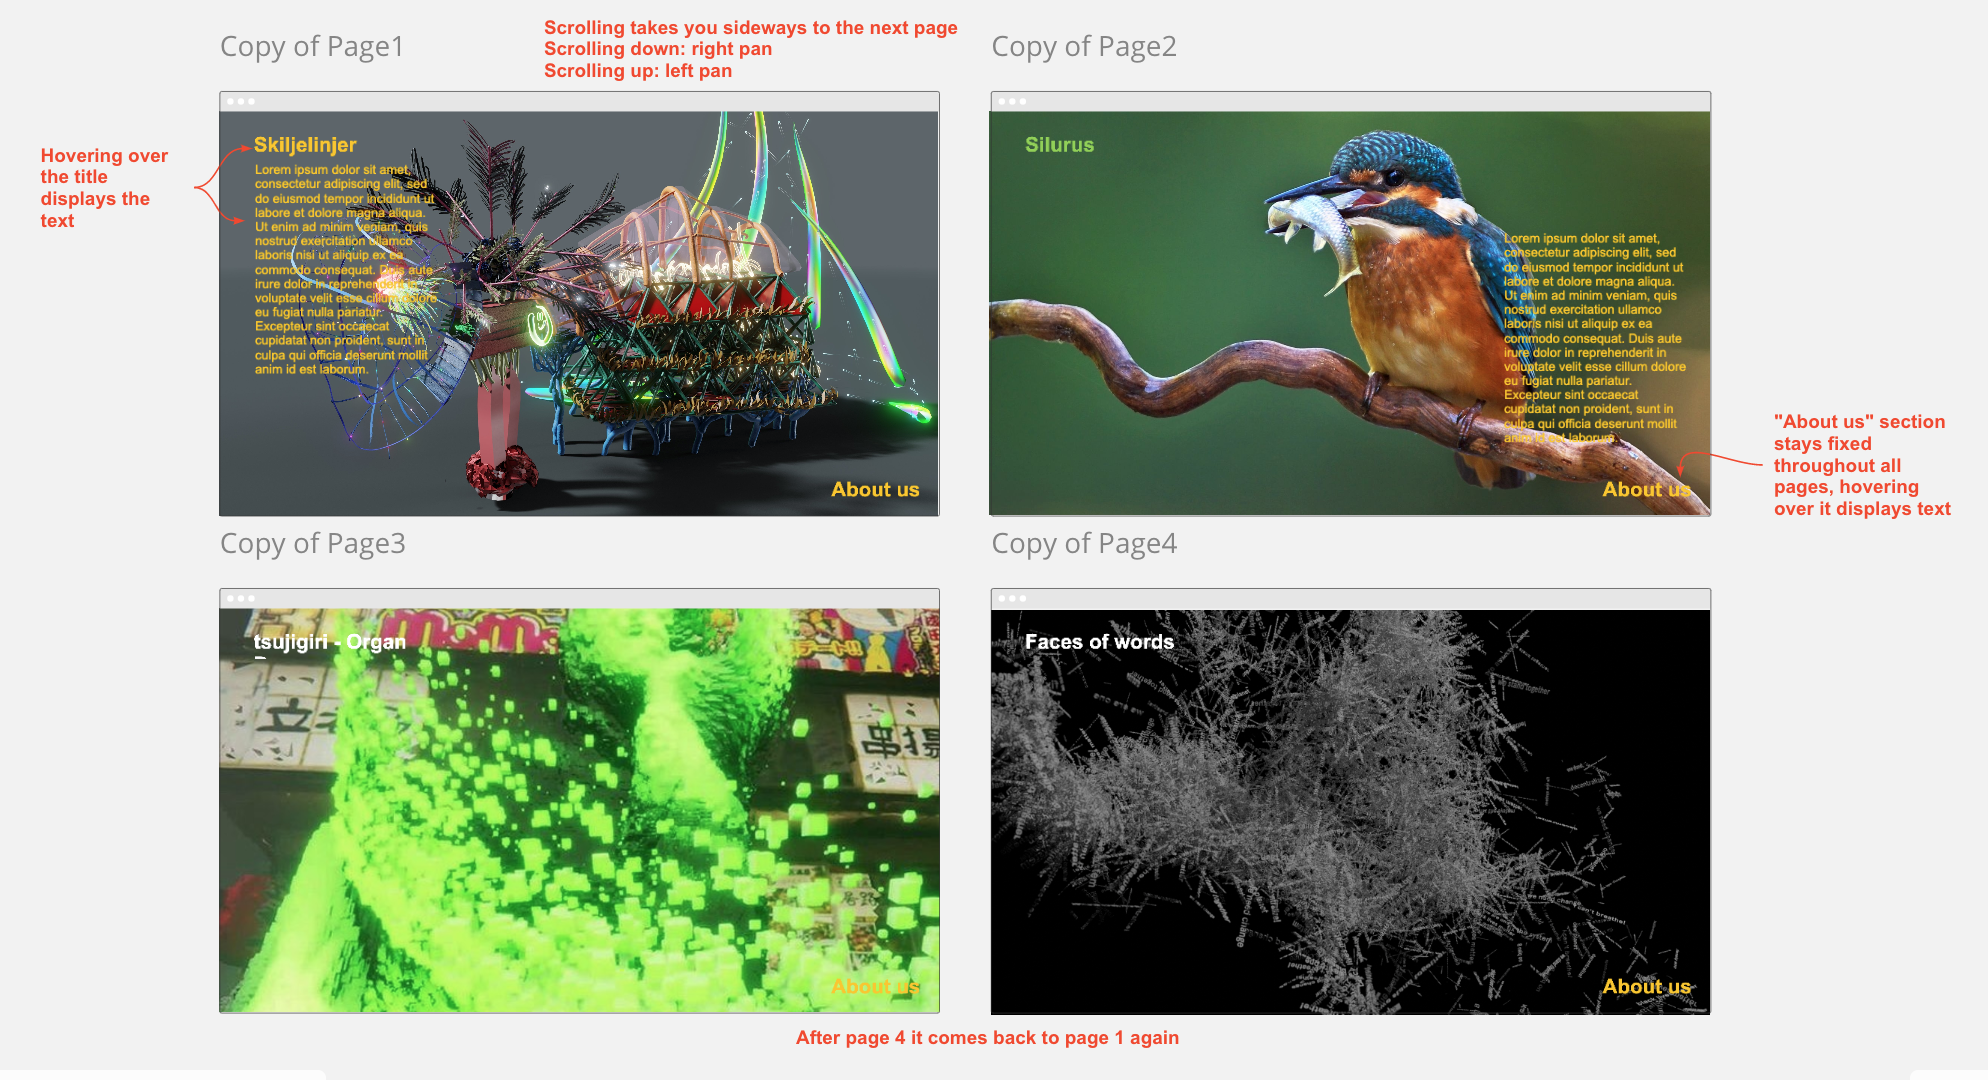 Copy of Page1
Scrolling takes you sideways to the next page
Scrolling down: right pan
Scrolling up: left pan
Copy of Page2
Hovering over
the title
displays the
text
Skiljelinjer
Lorem ipsum dolor sit amet,
consectetur adipiscing elit, sed
do eiusmod tempor incididunt ut
labore et dolore magna aliqua.
Ut enim ad minim veniam, quis
nostrud exercitation ullamco
laboris nisi ut aliquip ex ea
commodo consequat. Duis aute
irure dolor in reprehenderit in
voluptate velit esse cillum dolore
eu fugiat nulla pariatur.
Excepteur sint occaecat
cupidatat non proident, sunt in
culpa qui officia deserunt mollit
anim id est laborum.
About us
Silurus
Lorem ipsum dolor sit amet,
consectetur adipiscing elit, sed
do eiusmod tempor incididunt ut
labore et dolore magna aliqua.
Ut enim ad minim veniam, quis
nostrud exercitation ullamco
laboris nisi ut aliquip ex ea
commodo consequat. Duis aute
irure dolor in reprehenderit in
voluptate velit esse cillum dolore
eu fugiat nulla pariatur.
Excepteur sint occaecat
cupidatat non proident, sunt in
culpa qui officia deserunt mollit
anim id est laborum.
About us
"About us" section
stays fixed
throughout all
pages, hovering
over it displays text
Copy of Page3
Copy of Page4
tsujigiri - Organ
About us
Faces of words
can't breathe!
About us
After page 4 it comes back to page 1 again